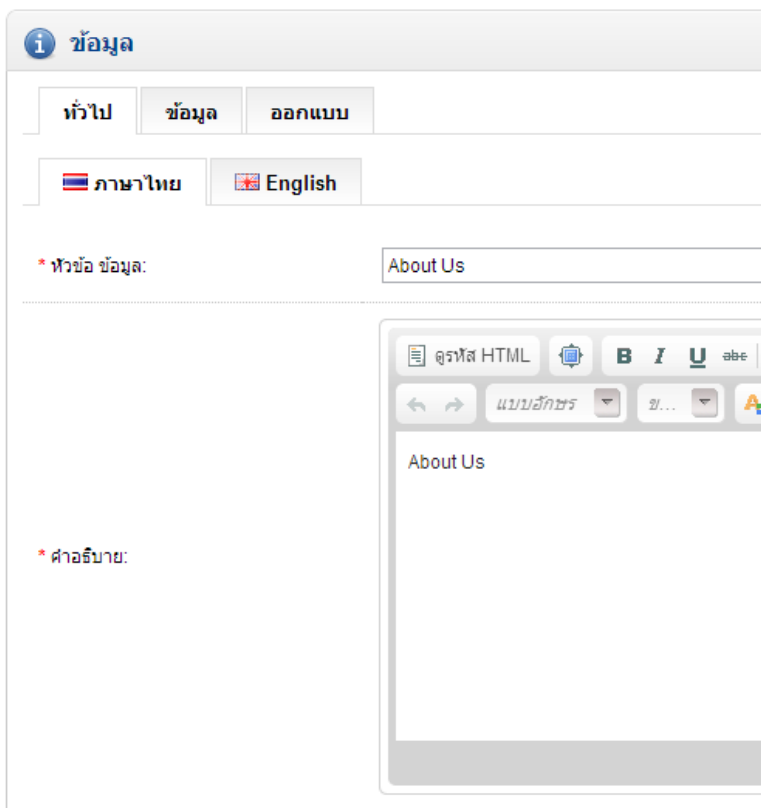 ข้อมูล
ทั่วไป ข้อมูล ออกแบบ
ภาษาไทย English
* หัวข้อ ข้อมูล: About Us
ดูรหัส HTML B I U abc
แบบอักษร ข...
About Us
* คำอธิบาย: